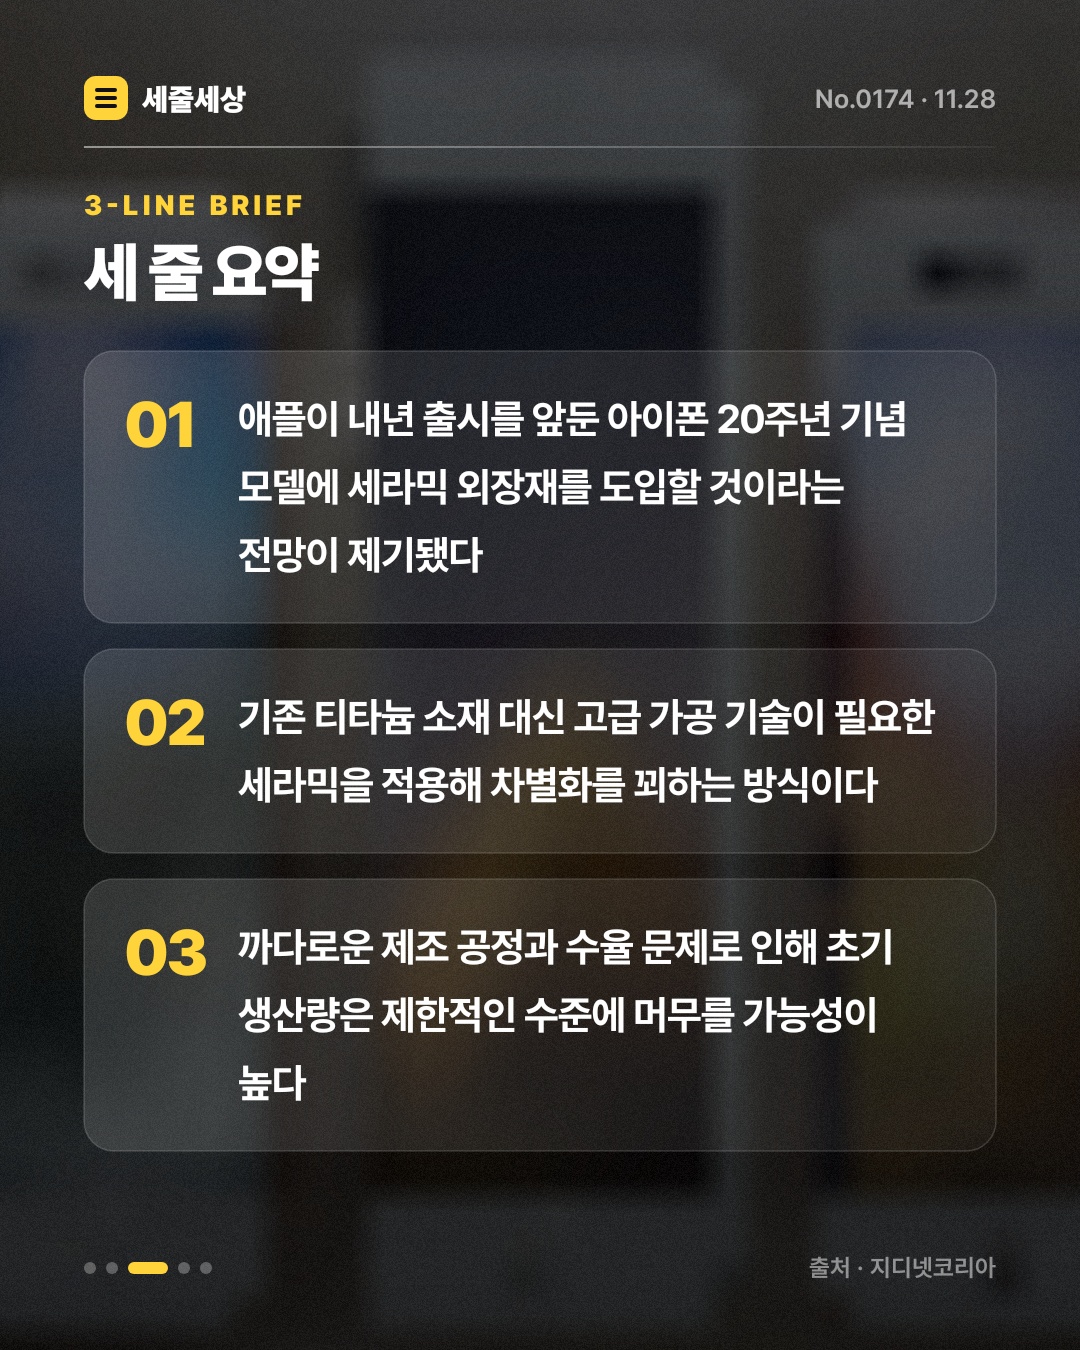 세줄세상
No.0174 · 11.28
3-LINE BRIEF
세 줄 요약
01
애플이 내년 출시를 앞둔 아이폰 20주년 기념
모델에 세라믹 외장재를 도입할 것이라는
전망이 제기됐다
02
기존 티타늄 소재 대신 고급 가공 기술이 필요한
세라믹을 적용해 차별화를 꾀하는 방식이다
03
까다로운 제조 공정과 수율 문제로 인해 초기
생산량은 제한적인 수준에 머무를 가능성이
높다
출처 · 지디넷코리아